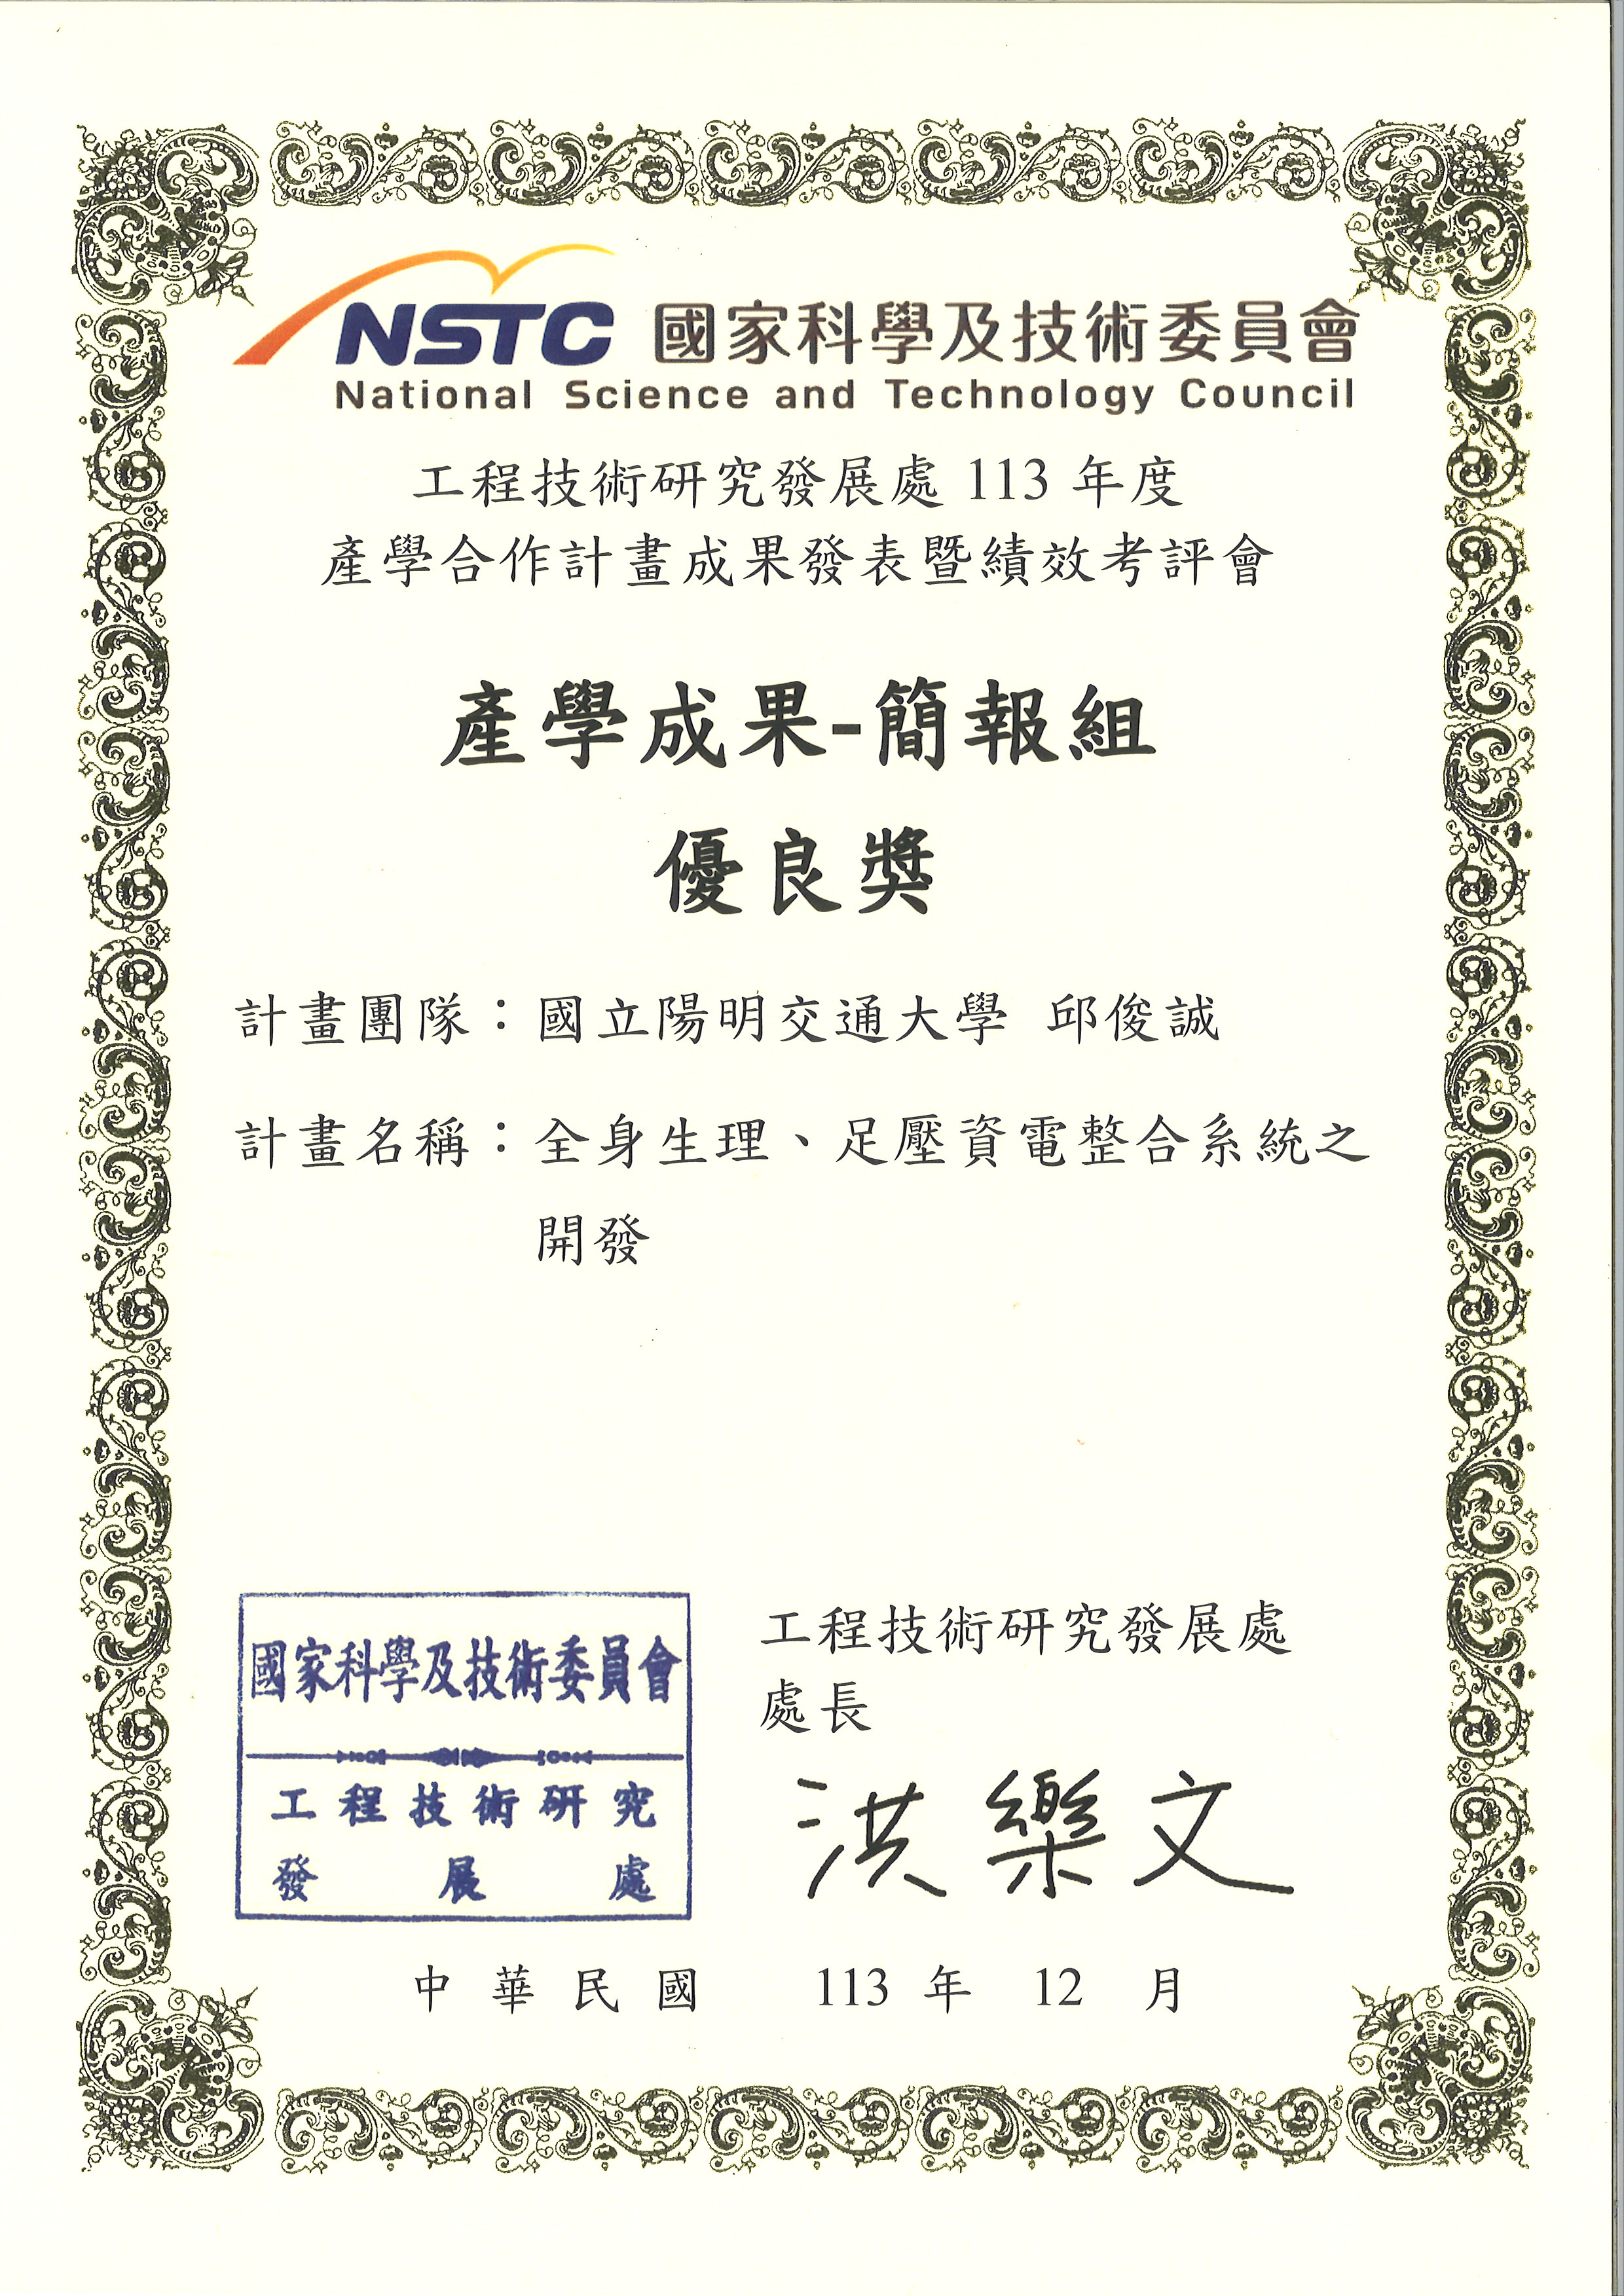 NSTC 國家科學及技術委員會
National Science and Technology Council
工程技術研究發展處 113 年度
產學合作計畫成果發表暨績效考評會
產學成果-簡報組
優良獎
計畫團隊：國立陽明交通大學 邱俊誠
計畫名稱：全身生理、足壓資電整合系統之
開發
國家科學及技術委員會
工程技術研究
發展處
工程技術研究發展處
處長
洪樂文
中華民國 113 年 12 月